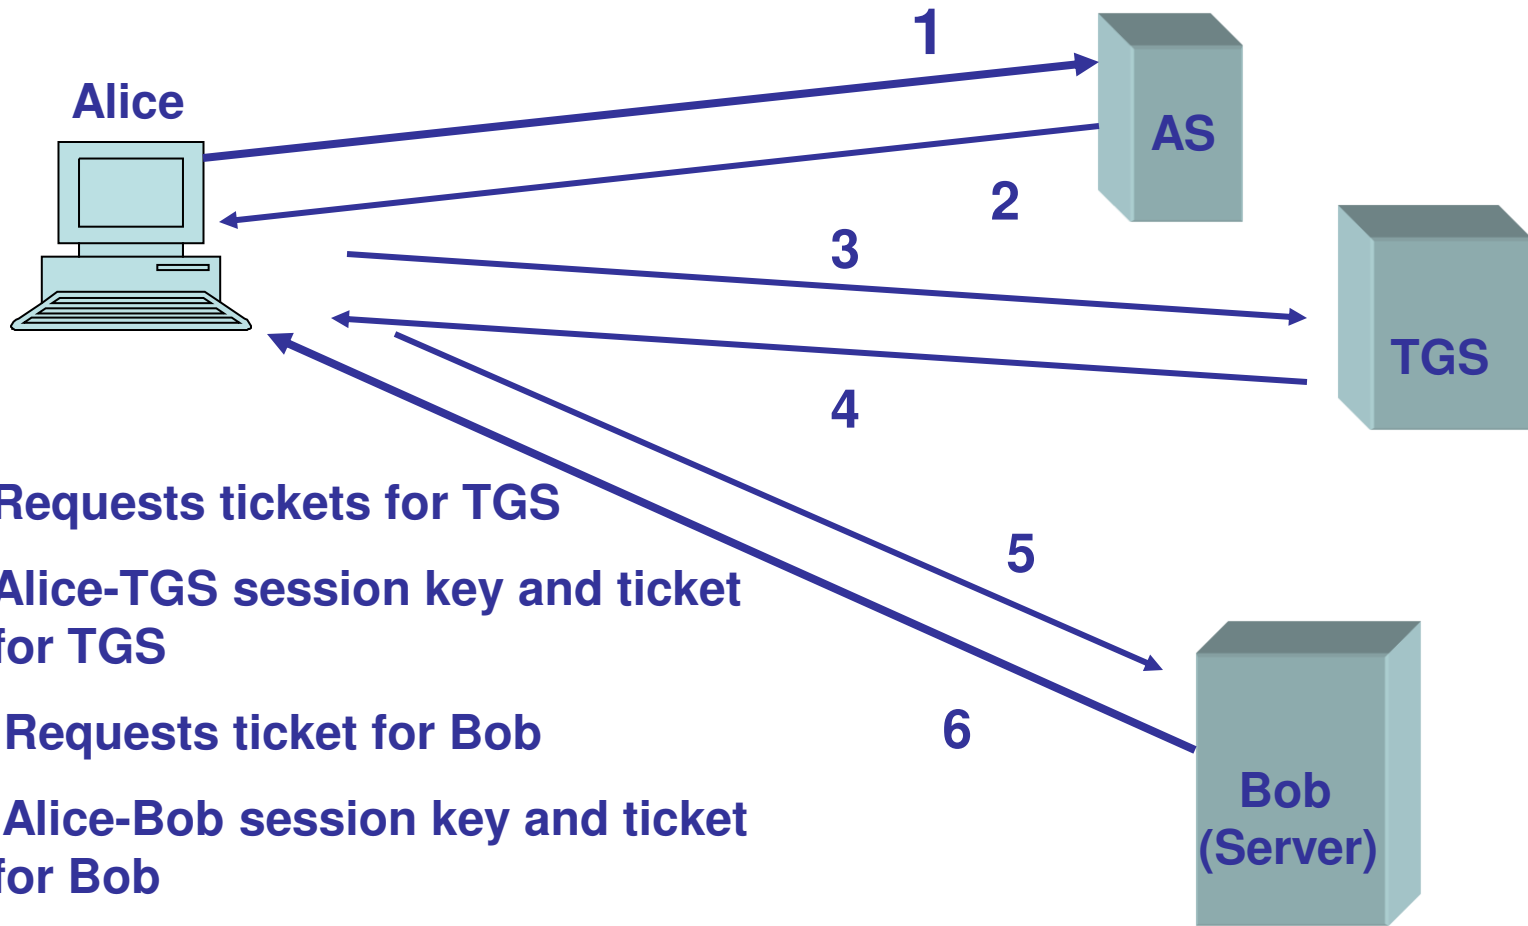 1
Alice
AS
2
3
TGS
4
Requests tickets for TGS
5
Alice-TGS session key and ticket
for TGS
6
Requests ticket for Bob
Bob
(Server)
Alice-Bob session key and ticket
for Bob